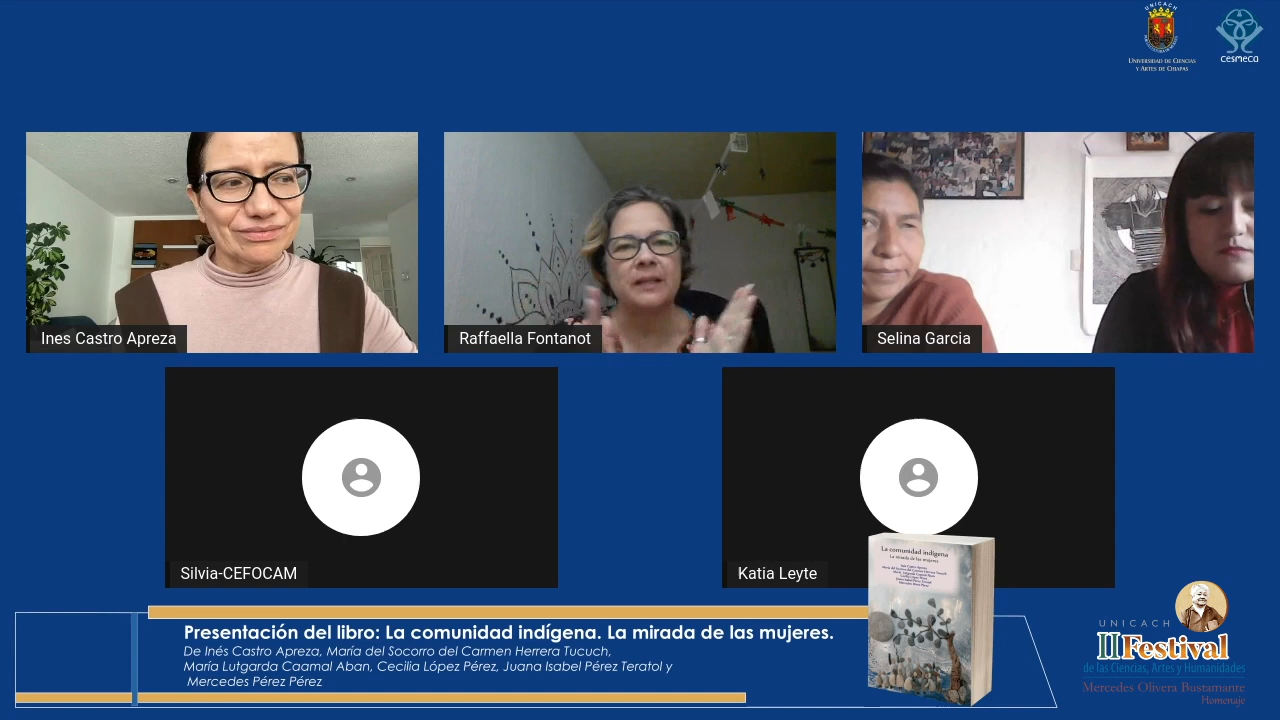 UNICACH
UNIVERSIDAD DE CIENCIAS
Y ARTES DE CHIAPAS
cesmeca
Ines Castro Apreza
Raffaella Fontanot
Selina Garcia
Silvia-CEFOCAM
Katia Leyte
La comunidad indígena
La mirada de las mujeres
Presentación del libro: La comunidad indígena. La mirada de las mujeres.
De Inés Castro Apreza, María del Socorro del Carmen Herrera Tucuch,
María Lutgarda Caamal Aban, Cecilia López Pérez, Juana Isabel Pérez Teratol y
Mercedes Pérez Pérez
UNICACH
II Festival
de las Ciencias, Artes y Humanidades
Mercedes Olivera Bustamante
Homenaje